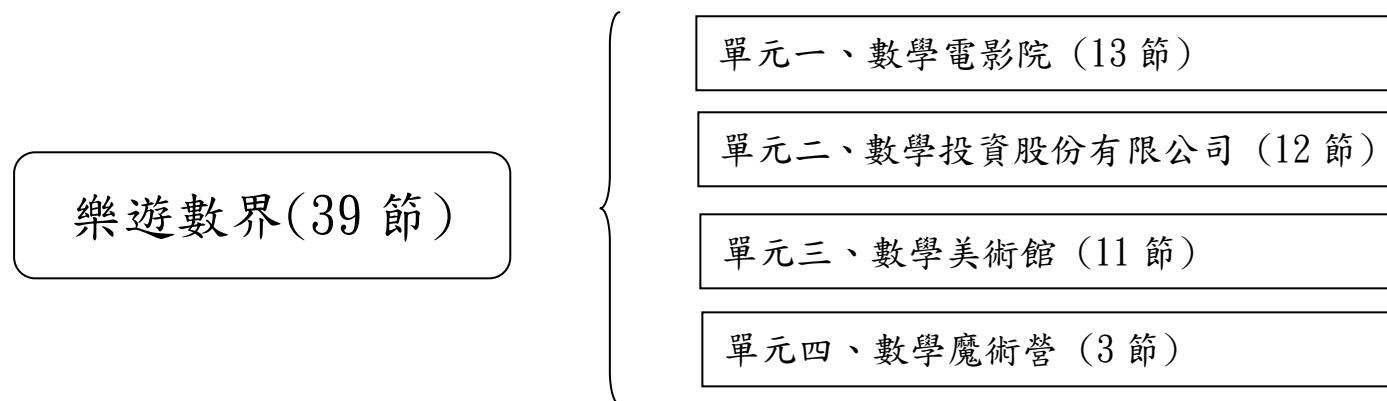 樂遊數界(39 節)
單元一、數學電影院 (13 節)
單元二、數學投資股份有限公司 (12 節)
單元三、數學美術館 (11 節)
單元四、數學魔術營 (3 節)